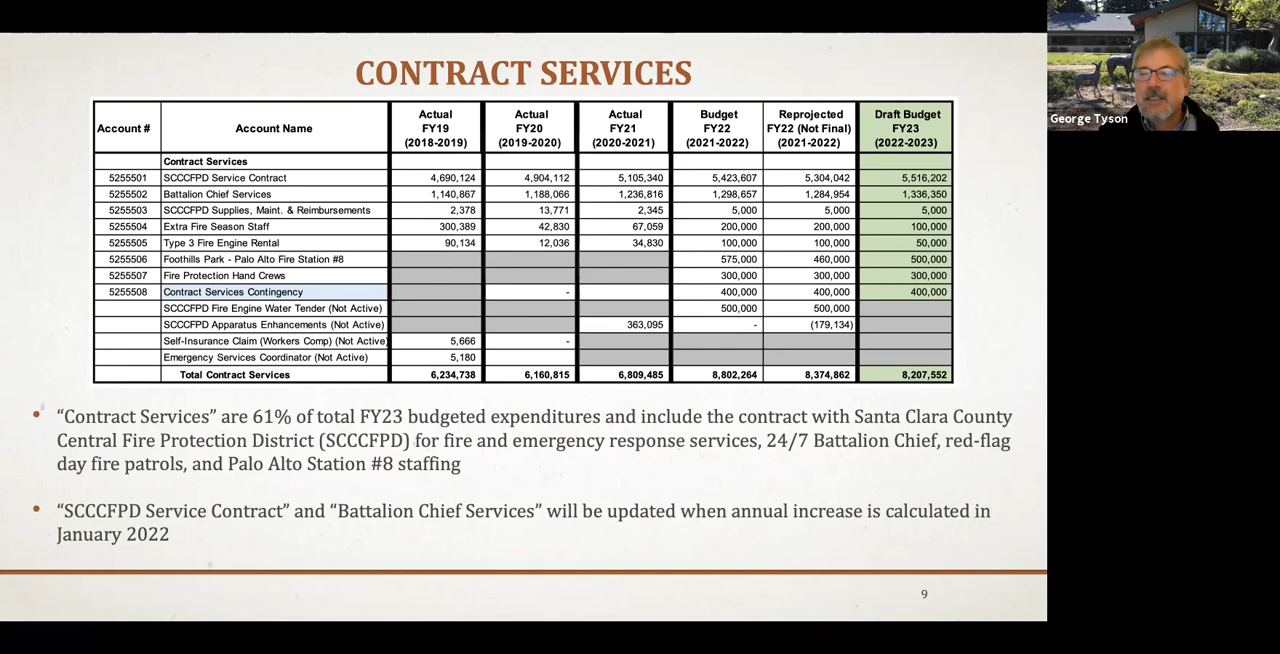 CONTRACT SERVICES
Account # Account Name Actual FY19 (2018-2019) Actual FY20 (2019-2020) Actual FY21 (2020-2021) Budget FY22 (2021-2022) Reprojected FY22 (Not Final) (2021-2022) Draft Budget FY23 (2022-2023)
Contract Services
5255501 SCCCFPD Service Contract 4,690,124 4,904,112 5,105,340 5,423,607 5,304,042 5,516,202
5255502 Battalion Chief Services 1,140,867 1,188,066 1,236,816 1,298,657 1,284,954 1,336,350
5255503 SCCCFPD Supplies, Maint. & Reimbursements 2,378 13,771 2,345 5,000 5,000 5,000
5255504 Extra Fire Season Staff 300,389 42,830 67,059 200,000 200,000 100,000
5255505 Type 3 Fire Engine Rental 90,134 12,036 34,830 100,000 100,000 50,000
5255506 Foothills Park - Palo Alto Fire Station #8 575,000 460,000 500,000
5255507 Fire Protection Hand Crews 300,000 300,000 300,000
5255508 Contract Services Contingency - 400,000 400,000 400,000
SCCCFPD Fire Engine Water Tender (Not Active) 500,000 500,000
SCCCFPD Apparatus Enhancements (Not Active) 363,095 - (179,134)
Self-Insurance Claim (Workers Comp) (Not Active) 5,666 -
Emergency Services Coordinator (Not Active) 5,180
Total Contract Services 6,234,738 6,160,815 6,809,485 8,802,264 8,374,862 8,207,552
• “Contract Services” are 61% of total FY23 budgeted expenditures and include the contract with Santa Clara County
Central Fire Protection District (SCCCFPD) for fire and emergency response services, 24/7 Battalion Chief, red-flag
day fire patrols, and Palo Alto Station #8 staffing
• “SCCCFPD Service Contract” and “Battalion Chief Services” will be updated when annual increase is calculated in
January 2022
9
George Tyson